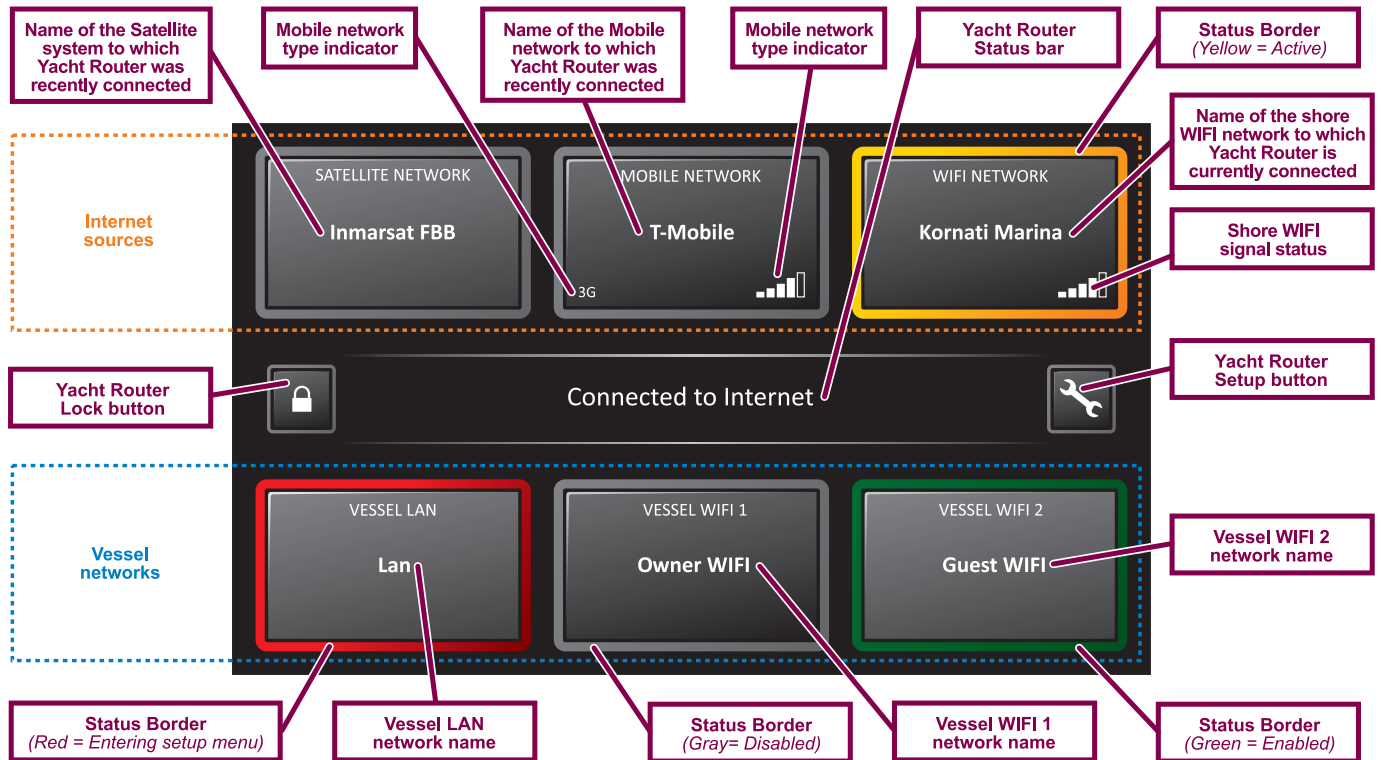 Name of the Satellite
system to which
Yacht Router was
recently connected
Mobile network
type indicator
Name of the Mobile
network to which
Yacht Router was
recently connected
Mobile network
type indicator
Yacht Router
Status bar
Status Border
(Yellow = Active)
Name of the shore
WIFI network to which
Yacht Router is
currently connected
Shore WIFI
signal status
Internet
sources
SATELLITE NETWORK
Inmarsat FBB
MOBILE NETWORK
T-Mobile
3G
WIFI NETWORK
Kornati Marina
Yacht Router
Lock button
Connected to Internet
Yacht Router
Setup button
Vessel
networks
VESSEL LAN
Lan
VESSEL WIFI 1
Owner WIFI
VESSEL WIFI 2
Guest WIFI
Vessel WIFI 2
network name
Status Border
(Red = Entering setup menu)
Vessel LAN
network name
Status Border
(Gray= Disabled)
Vessel WIFI 1
network name
Status Border
(Green = Enabled)